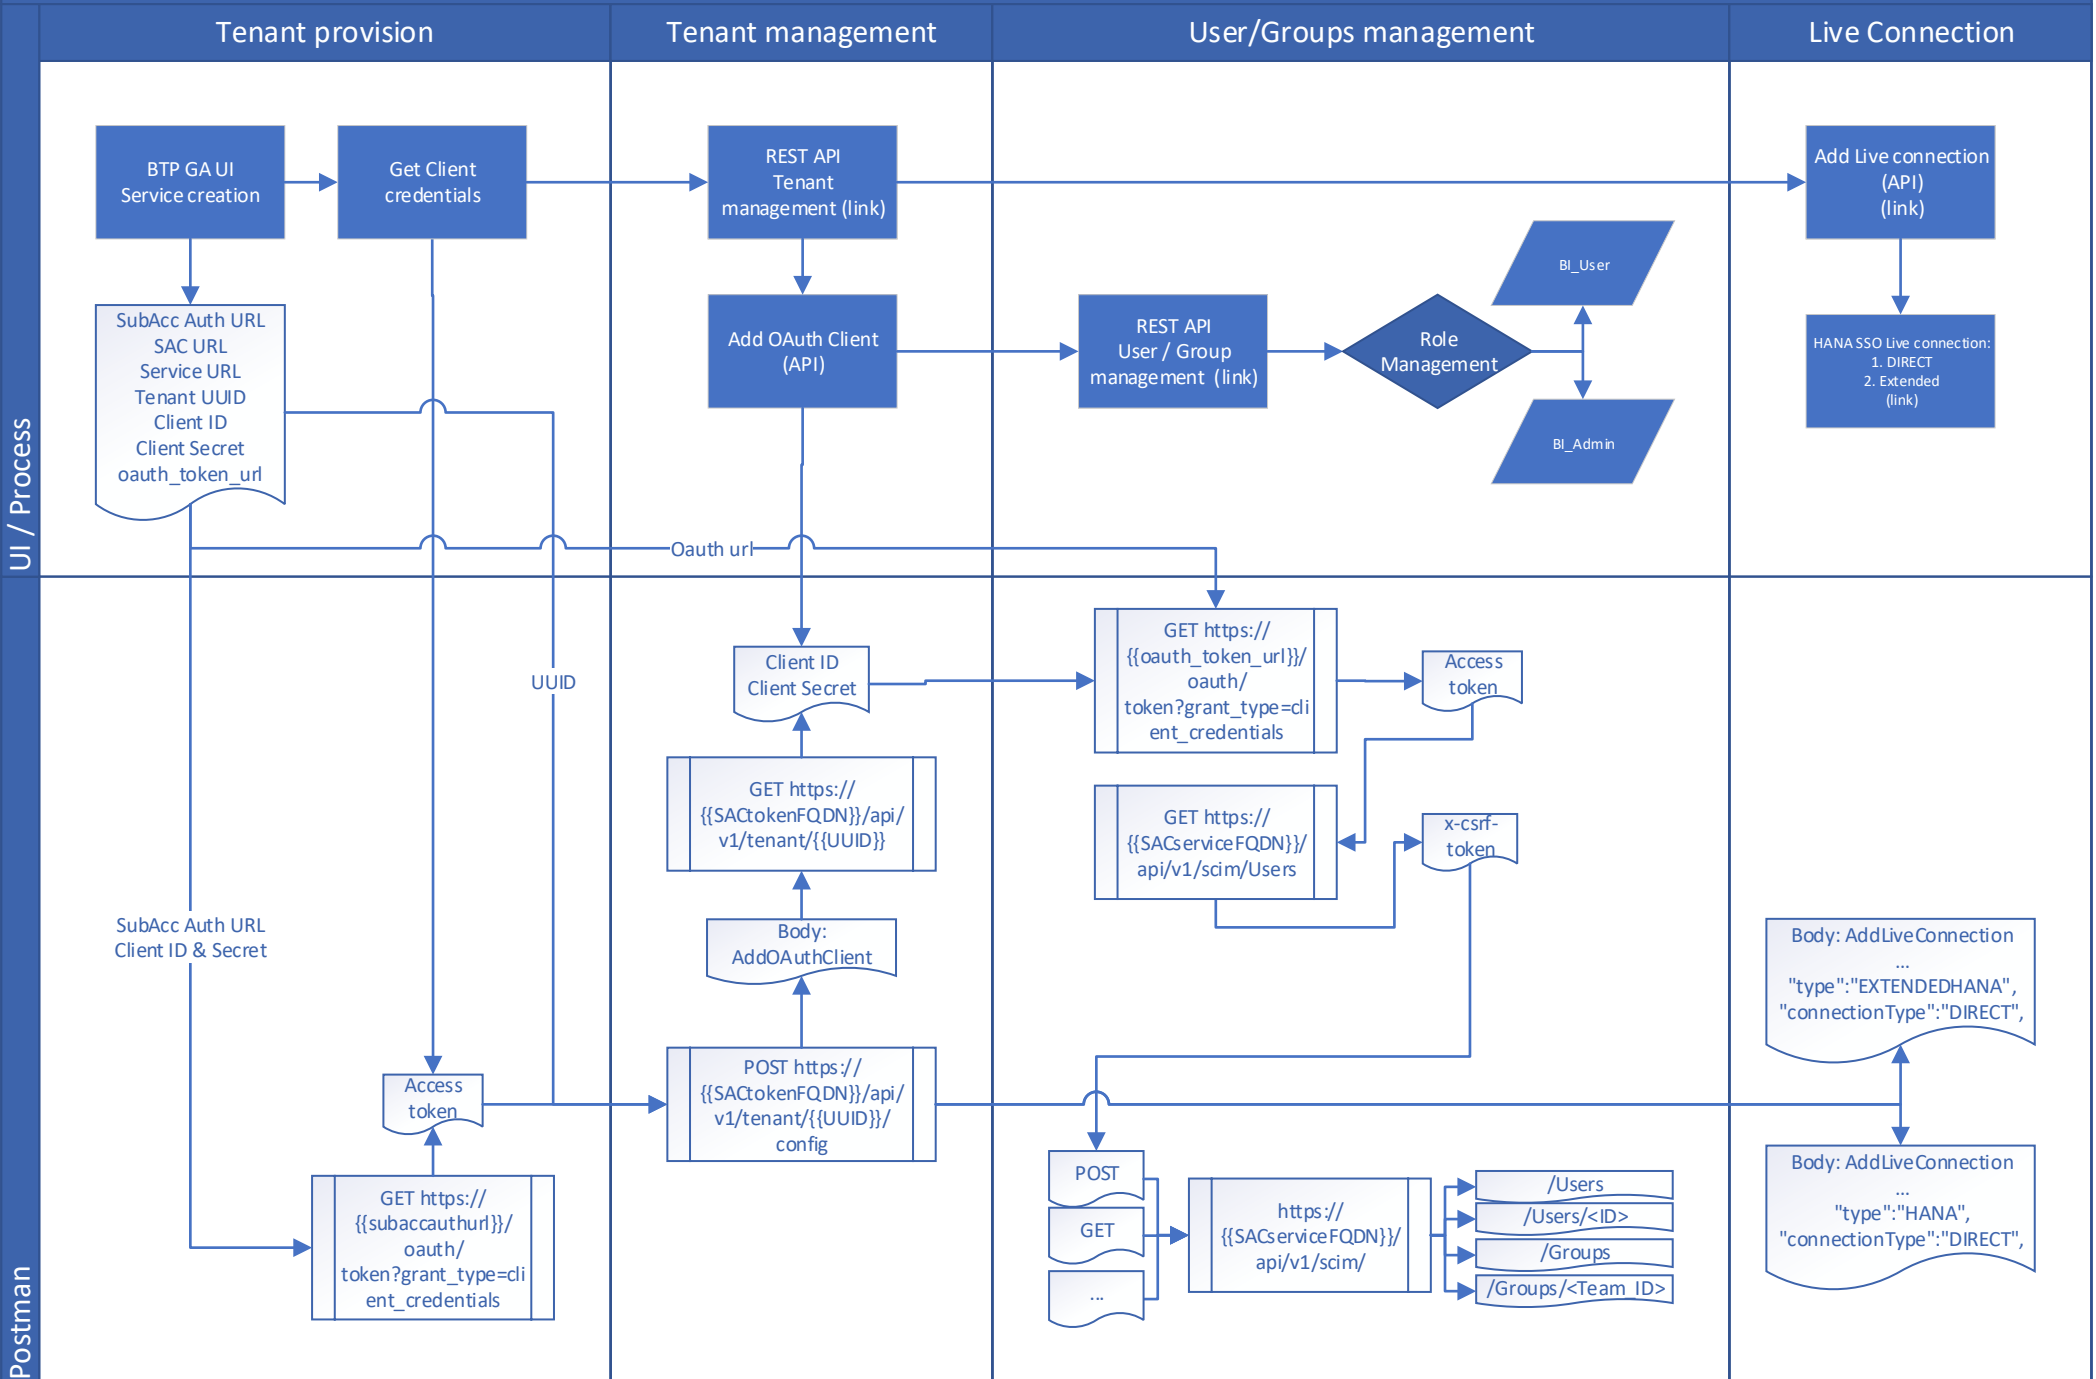 Tenant provision
Tenant management
User/Groups management
Live Connection
UI / Process
BTP GA UI
Service creation
Get Client
credentials
REST API
Tenant
management (link)
Add Live connection
(API)
(link)
SubAcc Auth URL
SAC URL
Service URL
Tenant UUID
Client ID
Client Secret
oauth_token_url
Add OAuth Client
(API)
REST API
User / Group
management (link)
Role
Management
BI_User
BI_Admin
HANA SSO Live connection:
1. DIRECT
2. Extended
(link)
Oauth url
Postman
UUID
SubAcc Auth URL
Client ID & Secret
Access
token
GET https://
{{subaccauthurl}}/
oauth/
token?grant_type=cli
ent_credentials
Client ID
Client Secret
GET https://
{{SACtokenFQDN}}/api/
v1/tenant/{{UUID}}
Body:
AddOAuthClient
POST https://
{{SACtokenFQDN}}/api/
v1/tenant/{{UUID}}/
config
GET https://
{{oauth_token_url}}/
oauth/
token?grant_type=cli
ent_credentials
Access
token
GET https://
{{SACserviceFQDN}}/
api/v1/scim/Users
x-csrf-
token
POST
GET
...
https://
{{SACserviceFQDN}}/
api/v1/scim/
/Users
/Users/<ID>
/Groups
/Groups/<Team_ID>
Body: AddLiveConnection
...
"type":"EXTENDEDHANA",
"connectionType":"DIRECT",
Body: AddLiveConnection
...
"type":"HANA",
"connectionType":"DIRECT",